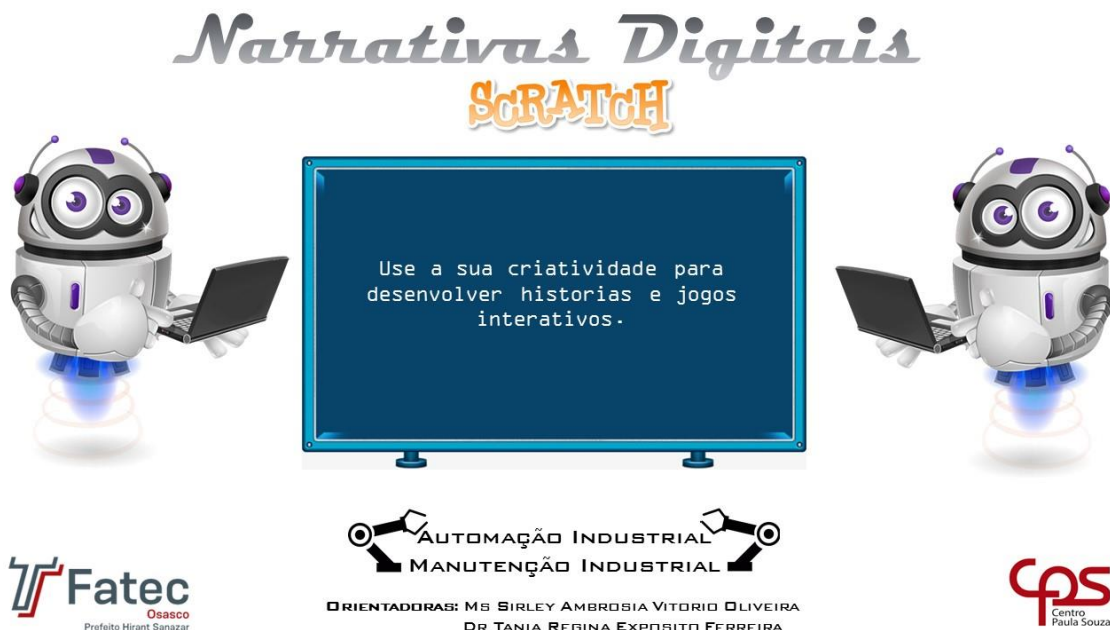 Narrativas Digitais
SCRATCH
Use a sua criatividade para
desenvolver historias e jogos
interativos.
AUTOMAÇÃO INDUSTRIAL
MANUTENÇÃO INDUSTRIAL
Fatec
Osasco
Prefeito Hirant Sanazar
ORIENTADORAS: MS SIRLEY AMBROSIA VITORIO OLIVEIRA
DR TANIA REGINA EXPOSITO FERREIRA
cps
Centro
Paula Souza